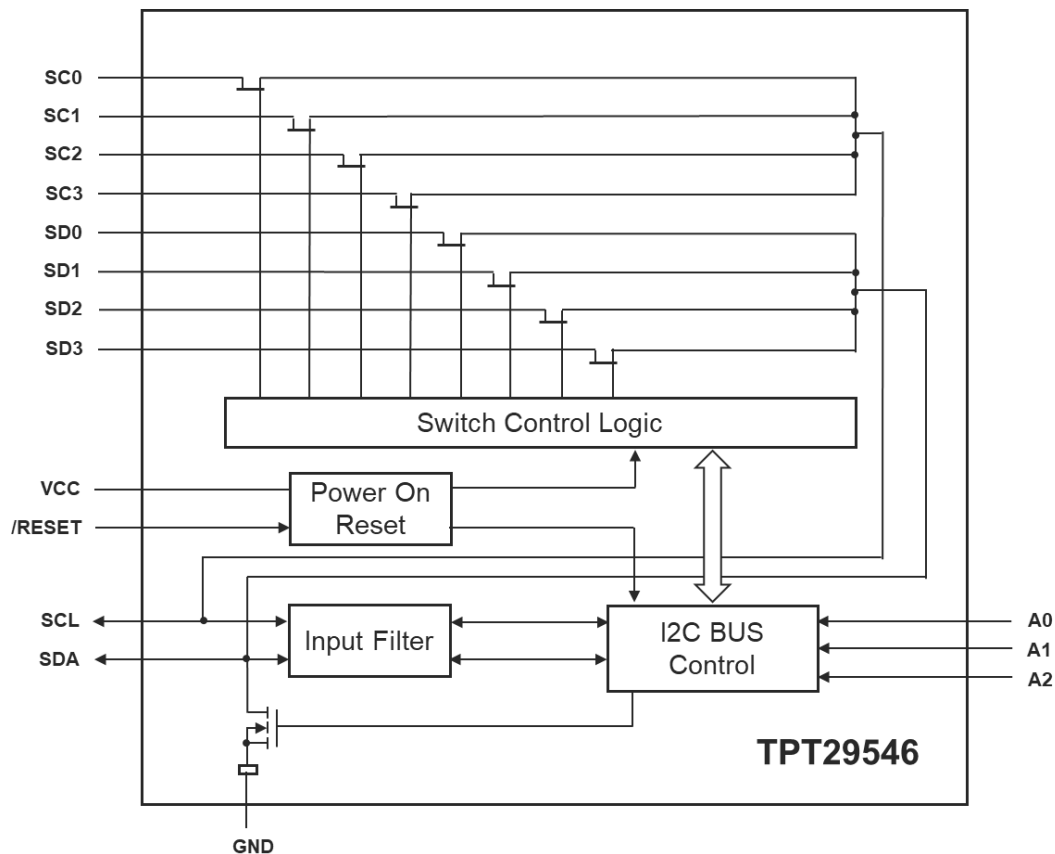 SC0
SC1
SC2
SC3
SD0
SD1
SD2
SD3
Switch Control Logic
VCC
/RESET
Power On
Reset
SCL
SDA
Input Filter
I2C BUS
Control
A0
A1
A2
TPT29546
GND